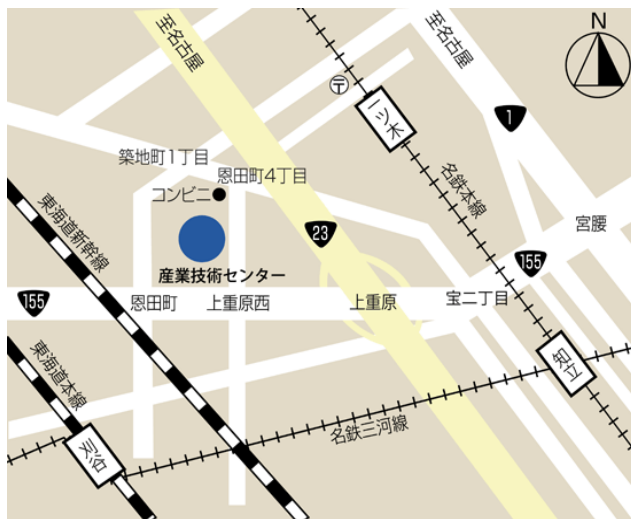 至名古屋
至名古屋
N
〒
一ツ木
1
築地町1丁目
恩田町4丁目
コンビニ
名鉄本線
東海道新幹線
23
宮腰
産業技術センター
155
155
恩田町
上重原西
上重原
宝二丁目
東海道本線
知立
名鉄三河線
刈谷